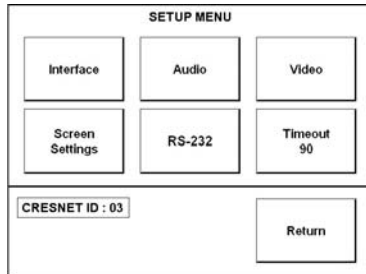 SETUP MENU
Interface
Audio
Video
Screen
Settings
RS-232
Timeout
90
CRESNET ID : 03
Return